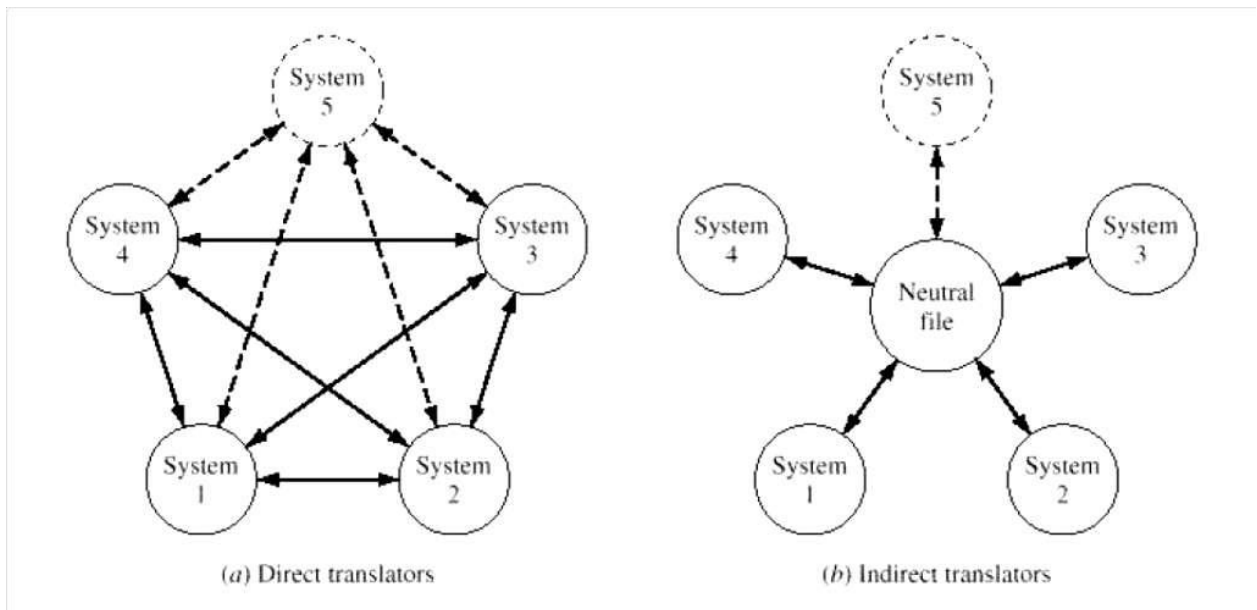 System
5
System
4
System
3
System
1
System
2
(a) Direct translators
System
5
System
4
System
3
Neutral
file
System
1
System
2
(b) Indirect translators